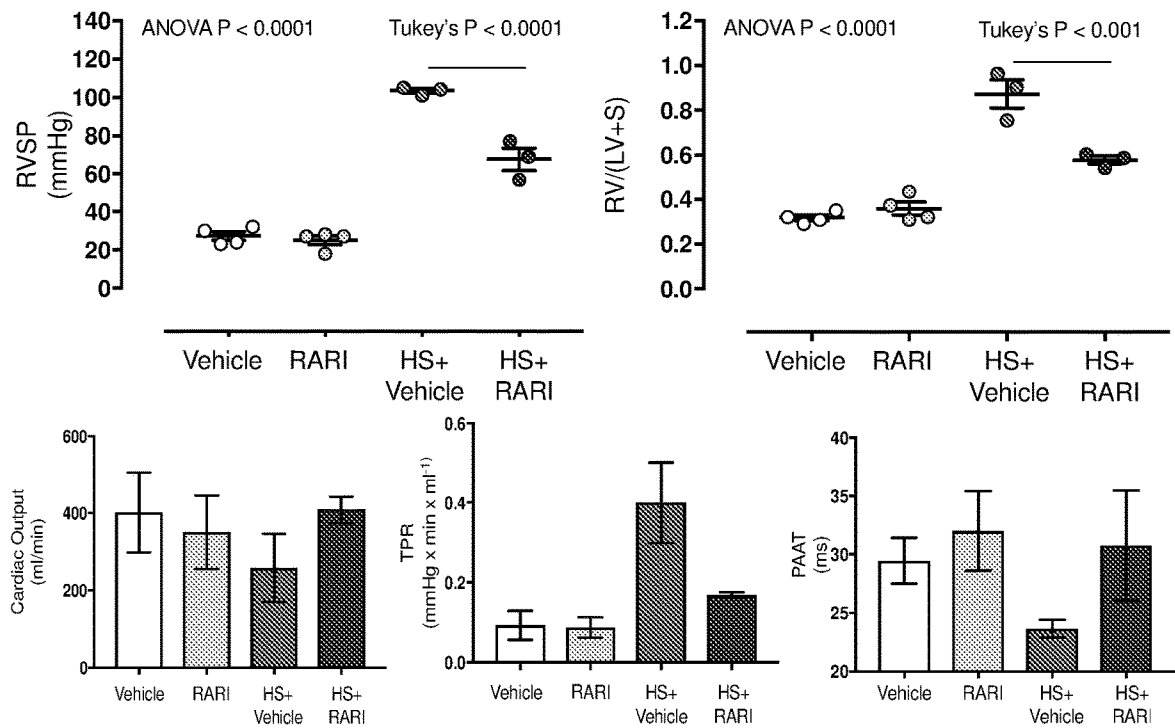 ANOVA P < 0.0001
Tukey's P < 0.0001
RVSP
(mmHg)
140
120
100
80
60
40
20
0
Vehicle
RARI
HS+
Vehicle
HS+
RARI
ANOVA P < 0.0001
Tukey's P < 0.001
RV/(LV+S)
1.2
1.0
0.8
0.6
0.4
0.2
0.0
Vehicle
RARI
HS+
Vehicle
HS+
RARI
Cardiac Output
(ml/min)
600
400
200
0
Vehicle
RARI
HS+
Vehicle
HS+
RARI
TPR
(mmHg x min x ml⁻¹)
0.6
0.4
0.2
0.0
Vehicle
RARI
HS+
Vehicle
HS+
RARI
PAAT
(ms)
40
35
30
25
20
Vehicle
RARI
HS+
Vehicle
HS+
RARI